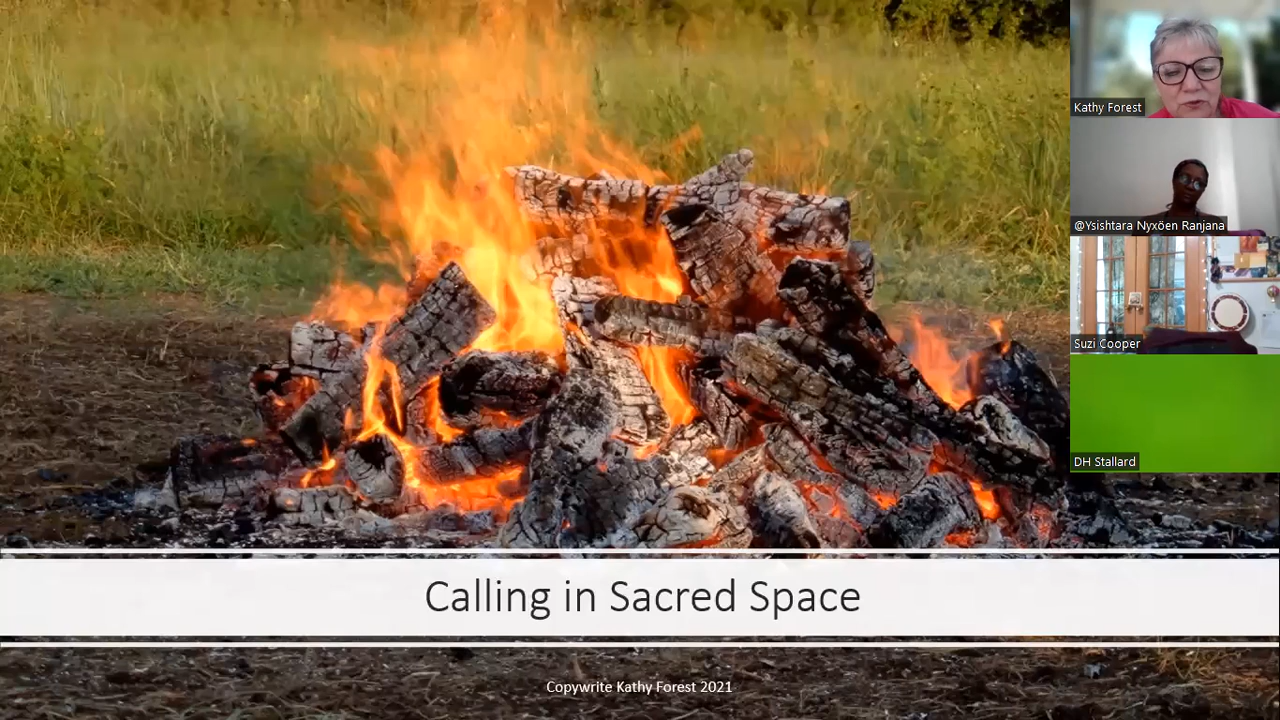 Kathy Forest
@Ysishtara Nyxöen Ranjana
Suzi Cooper
DH Stallard
Calling in Sacred Space
Copywrite Kathy Forest 2021